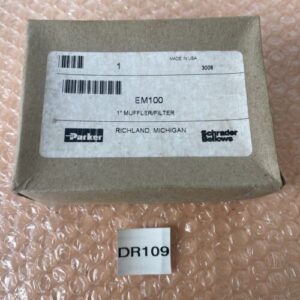 1
MADE IN USA
3008
EM100
1" MUFFLER/FILTER
Parker
RICHLAND, MICHIGAN
Schrader
Bellows
DR109